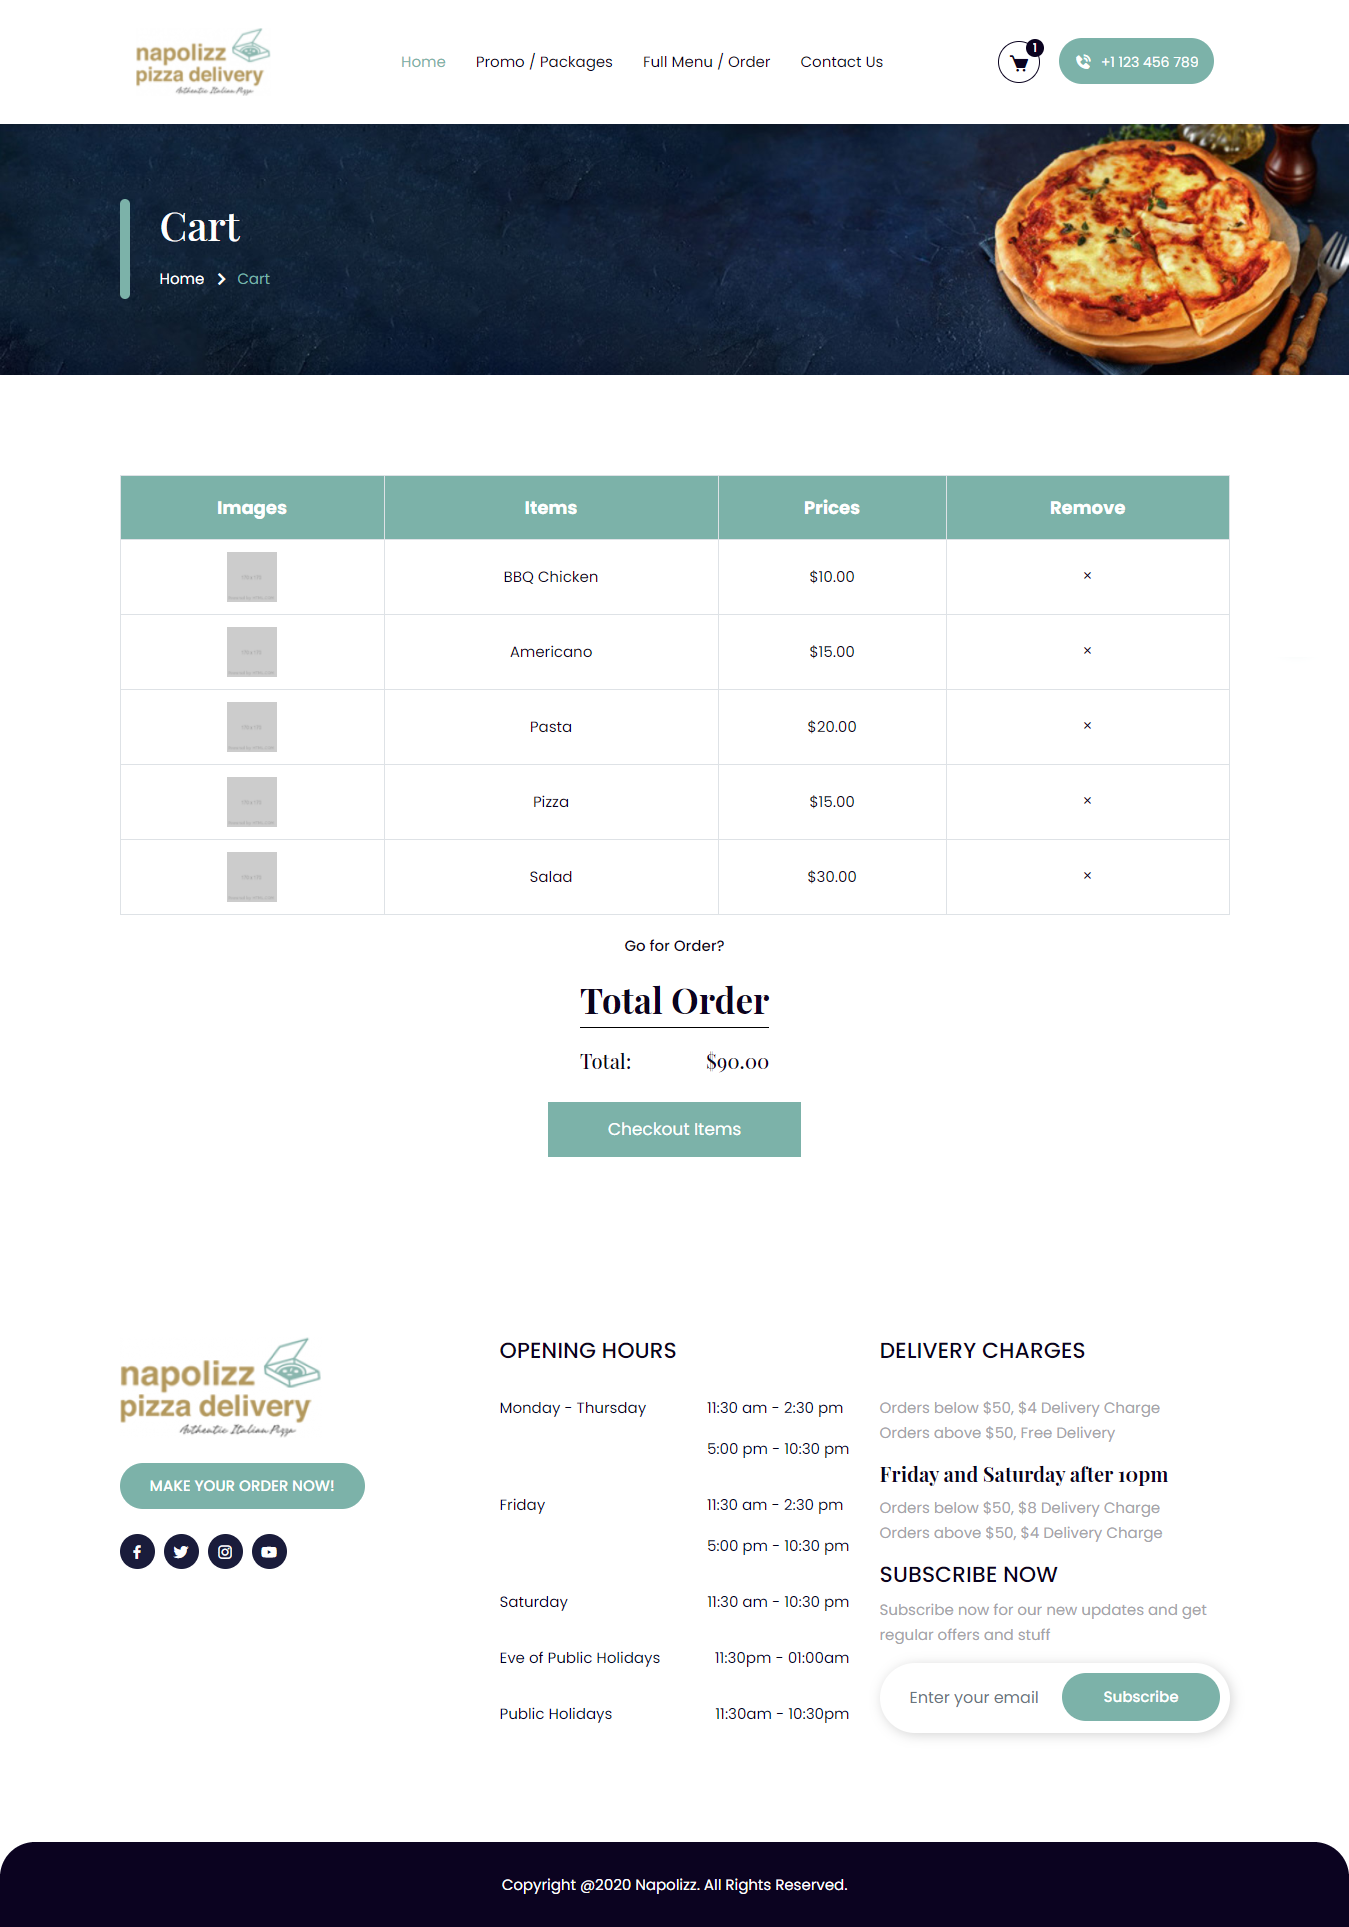 napolizz
pizza delivery
Authentic Italian Pizza
Home
Promo / Packages
Full Menu / Order
Contact Us
1
+1 123 456 789
Cart
Home
Cart
Images Items Prices Remove
BBQ Chicken $10.00 ×
Americano $15.00 ×
Pasta $20.00 ×
Pizza $15.00 ×
Salad $30.00 ×
Go for Order?
Total Order
Total: $90.00
Checkout Items
napolizz
pizza delivery
Authentic Italian Pizza
MAKE YOUR ORDER NOW!
OPENING HOURS
Monday - Thursday 11:30 am - 2:30 pm
5:00 pm - 10:30 pm
Friday 11:30 am - 2:30 pm
5:00 pm - 10:30 pm
Saturday 11:30 am - 10:30 pm
Eve of Public Holidays 11:30pm - 01:00am
Public Holidays 11:30am - 10:30pm
DELIVERY CHARGES
Orders below $50, $4 Delivery Charge
Orders above $50, Free Delivery
Friday and Saturday after 10pm
Orders below $50, $8 Delivery Charge
Orders above $50, $4 Delivery Charge
SUBSCRIBE NOW
Subscribe now for our new updates and get
regular offers and stuff
Enter your email
Subscribe
Copyright @2020 Napolizz. All Rights Reserved.